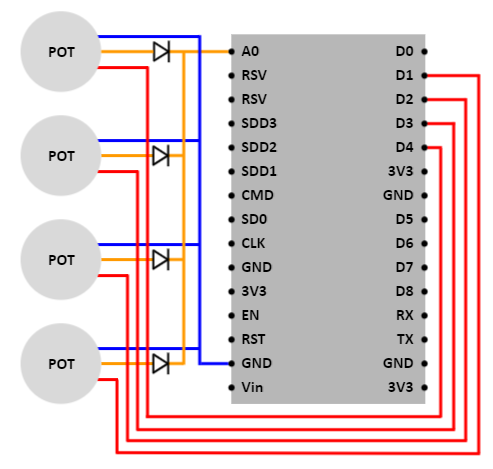 POT
POT
POT
POT
A0 D0
RSV D1
RSV D2
SDD3 D3
SDD2 D4
SDD1 3V3
CMD GND
SD0 D5
CLK D6
GND D7
3V3 D8
EN RX
RST TX
GND GND
Vin 3V3